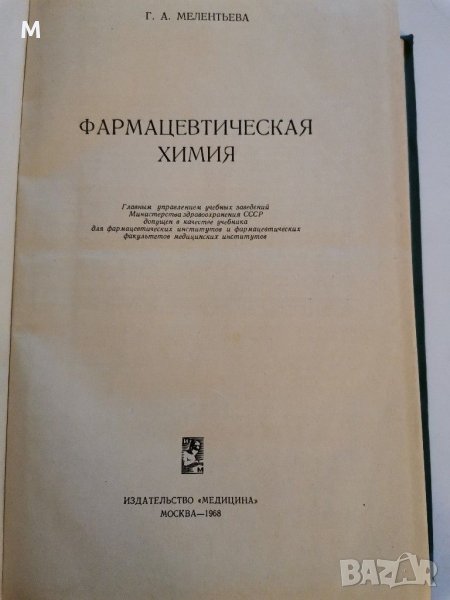 М
Г. А. МЕЛЕНТЬЕВА
ФАРМАЦЕВТИЧЕСКАЯ
ХИМИЯ
Главным управлением учебных заведений
Министерства здравоохранения СССР
допущен в качестве учебника
для фармацевтических институтов и фармацевтических
факультетов медицинских институтов
И
М
ИЗДАТЕЛЬСТВО «МЕДИЦИНА»
МОСКВА—1968
BAZAR